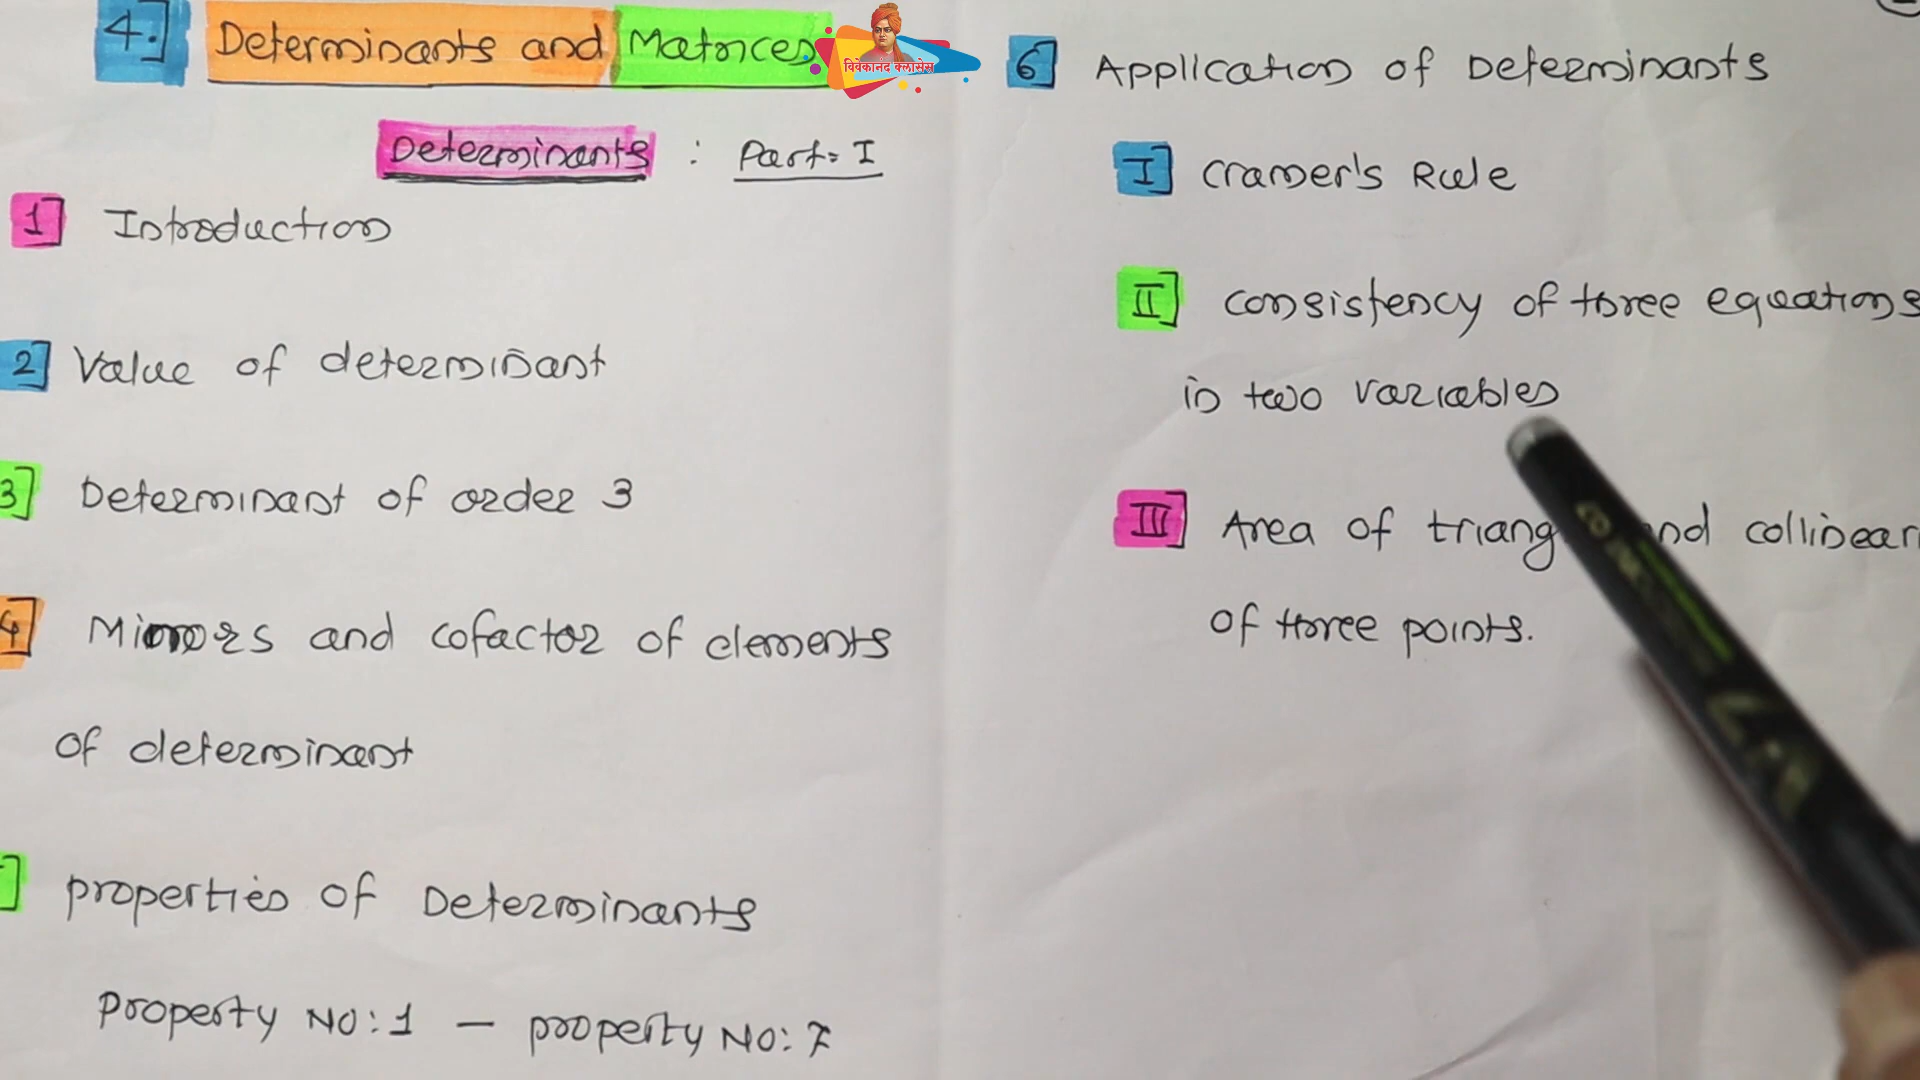 4.] Determinants and Matrices
विवेकानंद क्लासेस
Determinants : Part- I
1] Introduction
2] Value of determinant
3] Determinant of order 3
4] Minors and cofactor of elements
of determinant
] properties of Determinants
Property No: 1 — property No: 7
6] Application of Determinants
I] Cramer's Rule
II] Consistency of three equations
in two variables
III] Area of triang nd collinear
of three points.